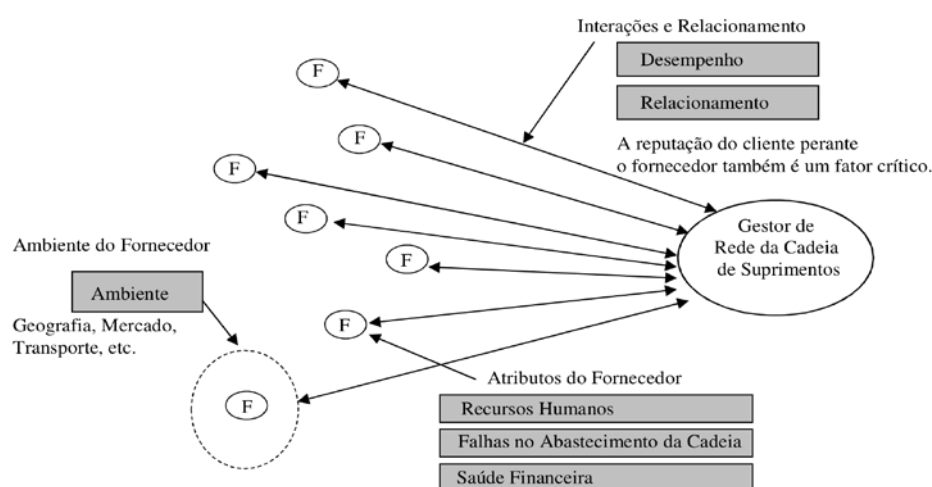 Interações e Relacionamento
Desempenho
Relacionamento
A reputação do cliente perante
o fornecedor também é um fator crítico.
F
F
F
F
F
F
F
Gestor de
Rede da Cadeia
de Suprimentos
Ambiente do Fornecedor
Ambiente
Geografia, Mercado,
Transporte, etc.
Atributos do Fornecedor
Recursos Humanos
Falhas no Abastecimento da Cadeia
Saúde Financeira